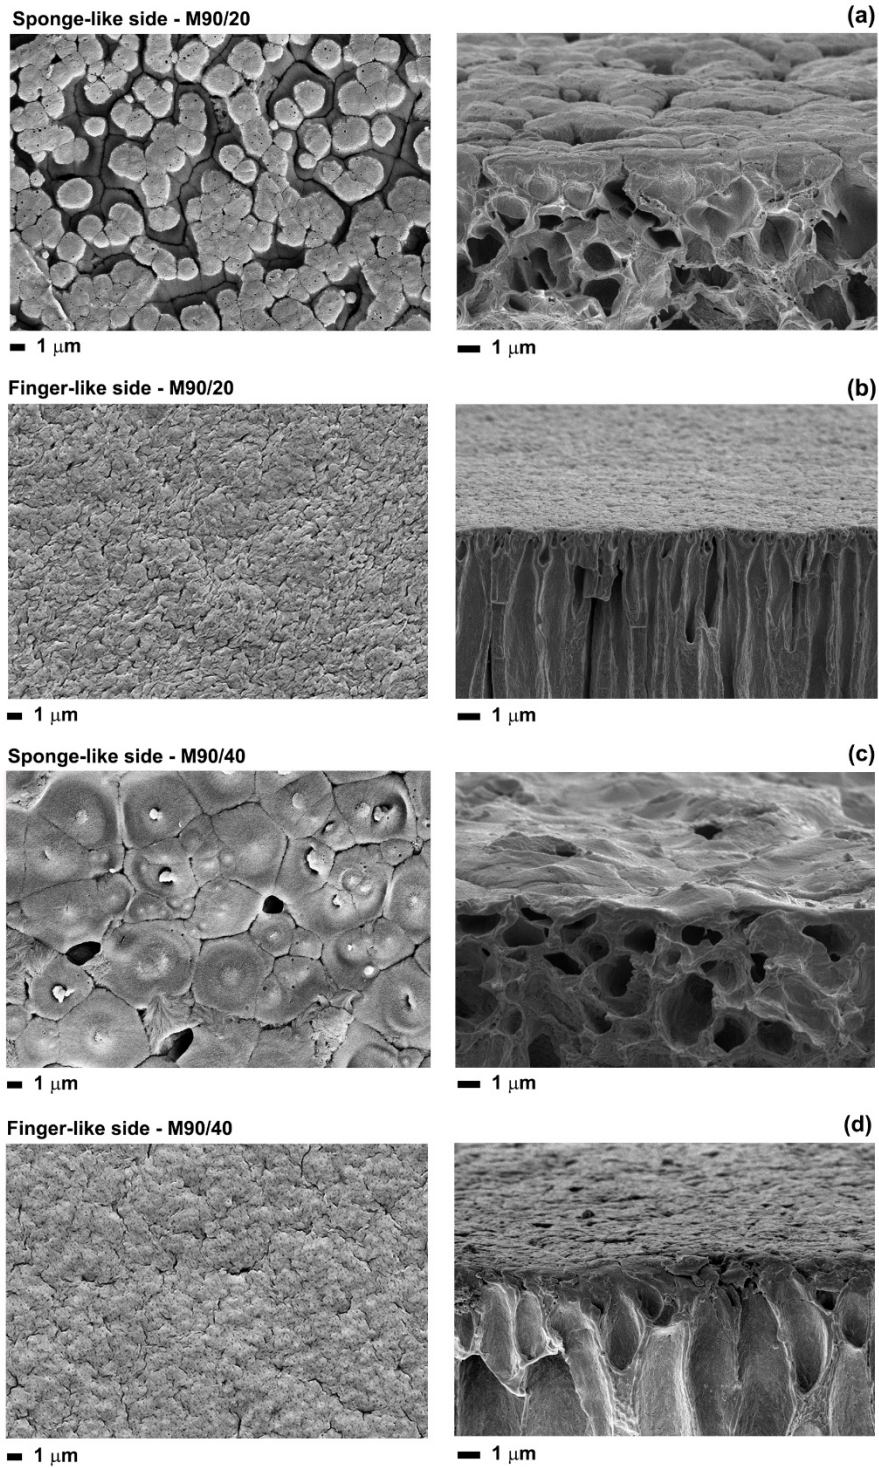 Sponge-like side - M90/20
(a)
1 μm
1 μm
Finger-like side - M90/20
(b)
1 μm
1 μm
Sponge-like side - M90/40
(c)
1 μm
1 μm
Finger-like side - M90/40
(d)
1 μm
1 μm